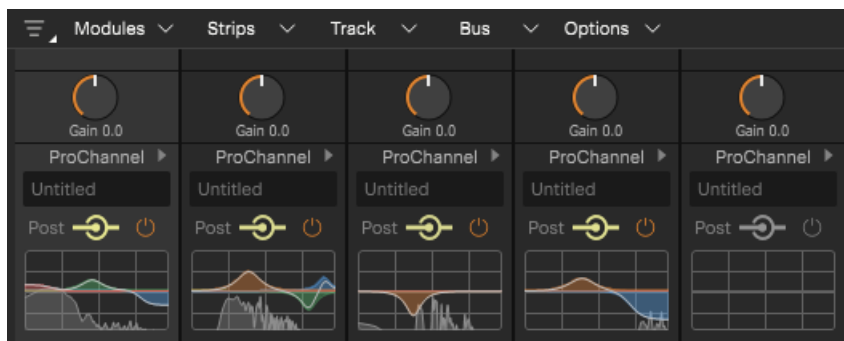 Modules Strips Track Bus Options
Gain 0.0 Gain 0.0 Gain 0.0 Gain 0.0 Gain 0.0
ProChannel ProChannel ProChannel ProChannel ProChannel
Untitled Untitled Untitled Untitled Untitled
Post Post Post Post Post